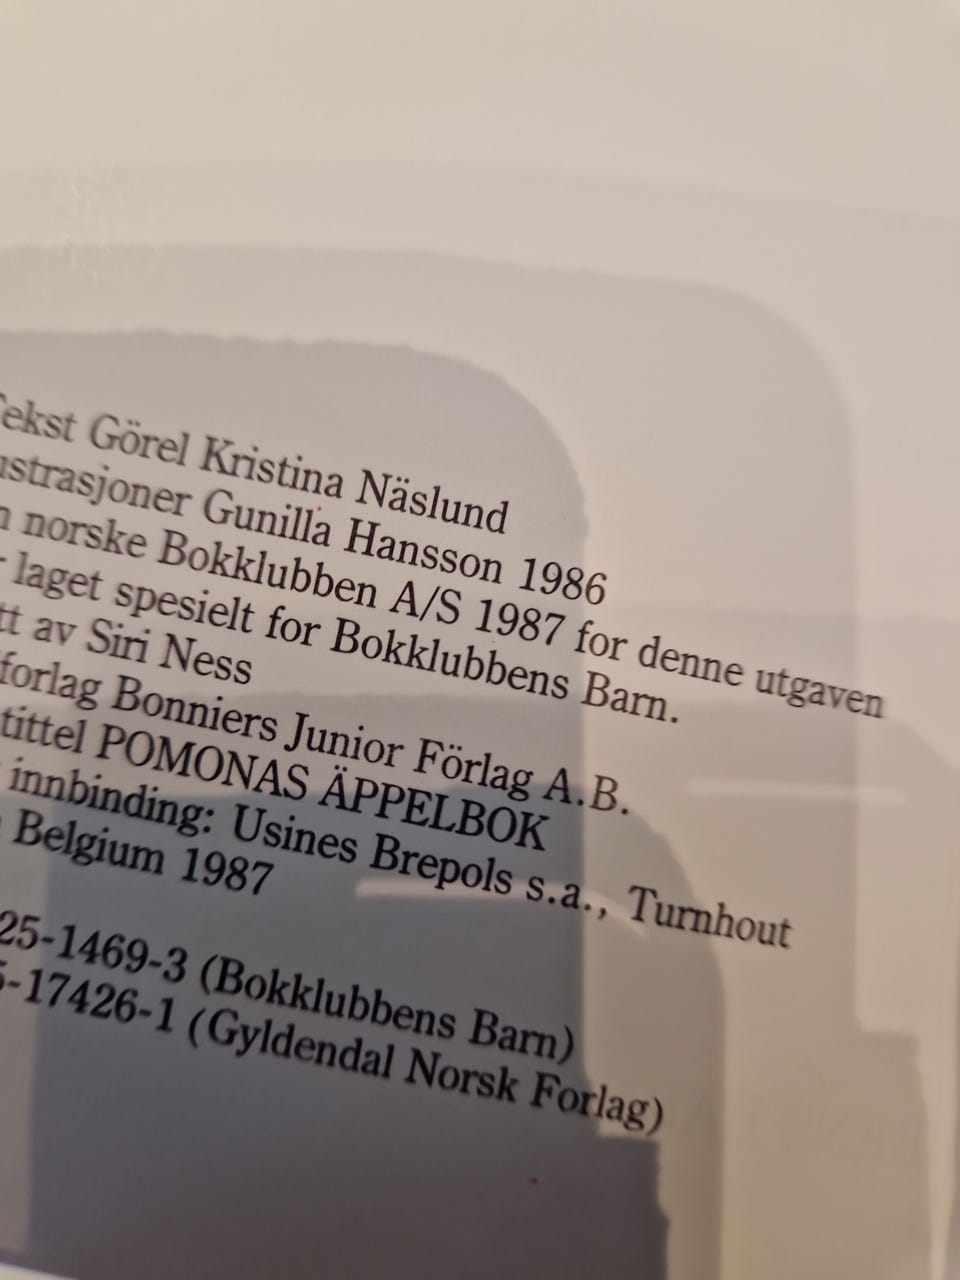 Tekst Görel Kristina Näslund
ustrasjoner Gunilla Hansson 1986
n norske Bokklubben A/S 1987 for denne utgaven
r laget spesielt for Bokklubbens Barn.
tt av Siri Ness
forlag Bonniers Junior Förlag A.B.
tittel POMONAS ÄPPELBOK
innbinding: Usines Brepols s.a., Turnhout
Belgium 1987
25-1469-3 (Bokklubbens Barn)
5-17426-1 (Gyldendal Norsk Forlag)